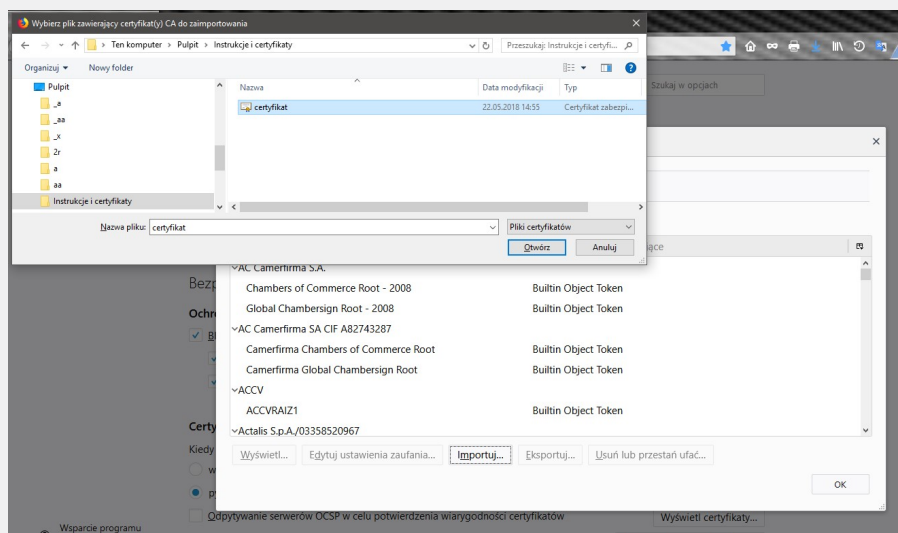 Wybierz plik zawierający certyfikat(y) CA do zaimportowania
Ten komputer > Pulpit > Instrukcje i certyfikaty
Przeszukaj: Instrukcje i certyfi...
Organizuj
Nowy folder
Pulpit
_a
_aa
_x
2r
a
aa
Instrukcje i certyfikaty
Nazwa
Data modyfikacji
Typ
certyfikat
22.05.2018 14:55
Certyfikat zabezpi...
Nazwa pliku:
certyfikat
Pliki certyfikatów
Otwórz
Anuluj
Szukaj w opcjach
ące
AC Camerfirma S.A.
Chambers of Commerce Root - 2008
Builtin Object Token
Global Chambersign Root - 2008
Builtin Object Token
AC Camerfirma SA CIF A82743287
Camerfirma Chambers of Commerce Root
Builtin Object Token
Camerfirma Global Chambersign Root
Builtin Object Token
ACCV
ACCVRAIZ1
Builtin Object Token
Actalis S.p.A./03358520967
Wyświetl...
Edytuj ustawienia zaufania...
Importuj...
Eksportuj...
Usuń lub przestań ufać...
OK
Bezp
Ochr
Bl
Certy
Kiedy
w
py
Odpytywanie serwerów OCSP w celu potwierdzenia wiarygodności certyfikatów
Wyświetl certyfikaty...
Wsparcie programu